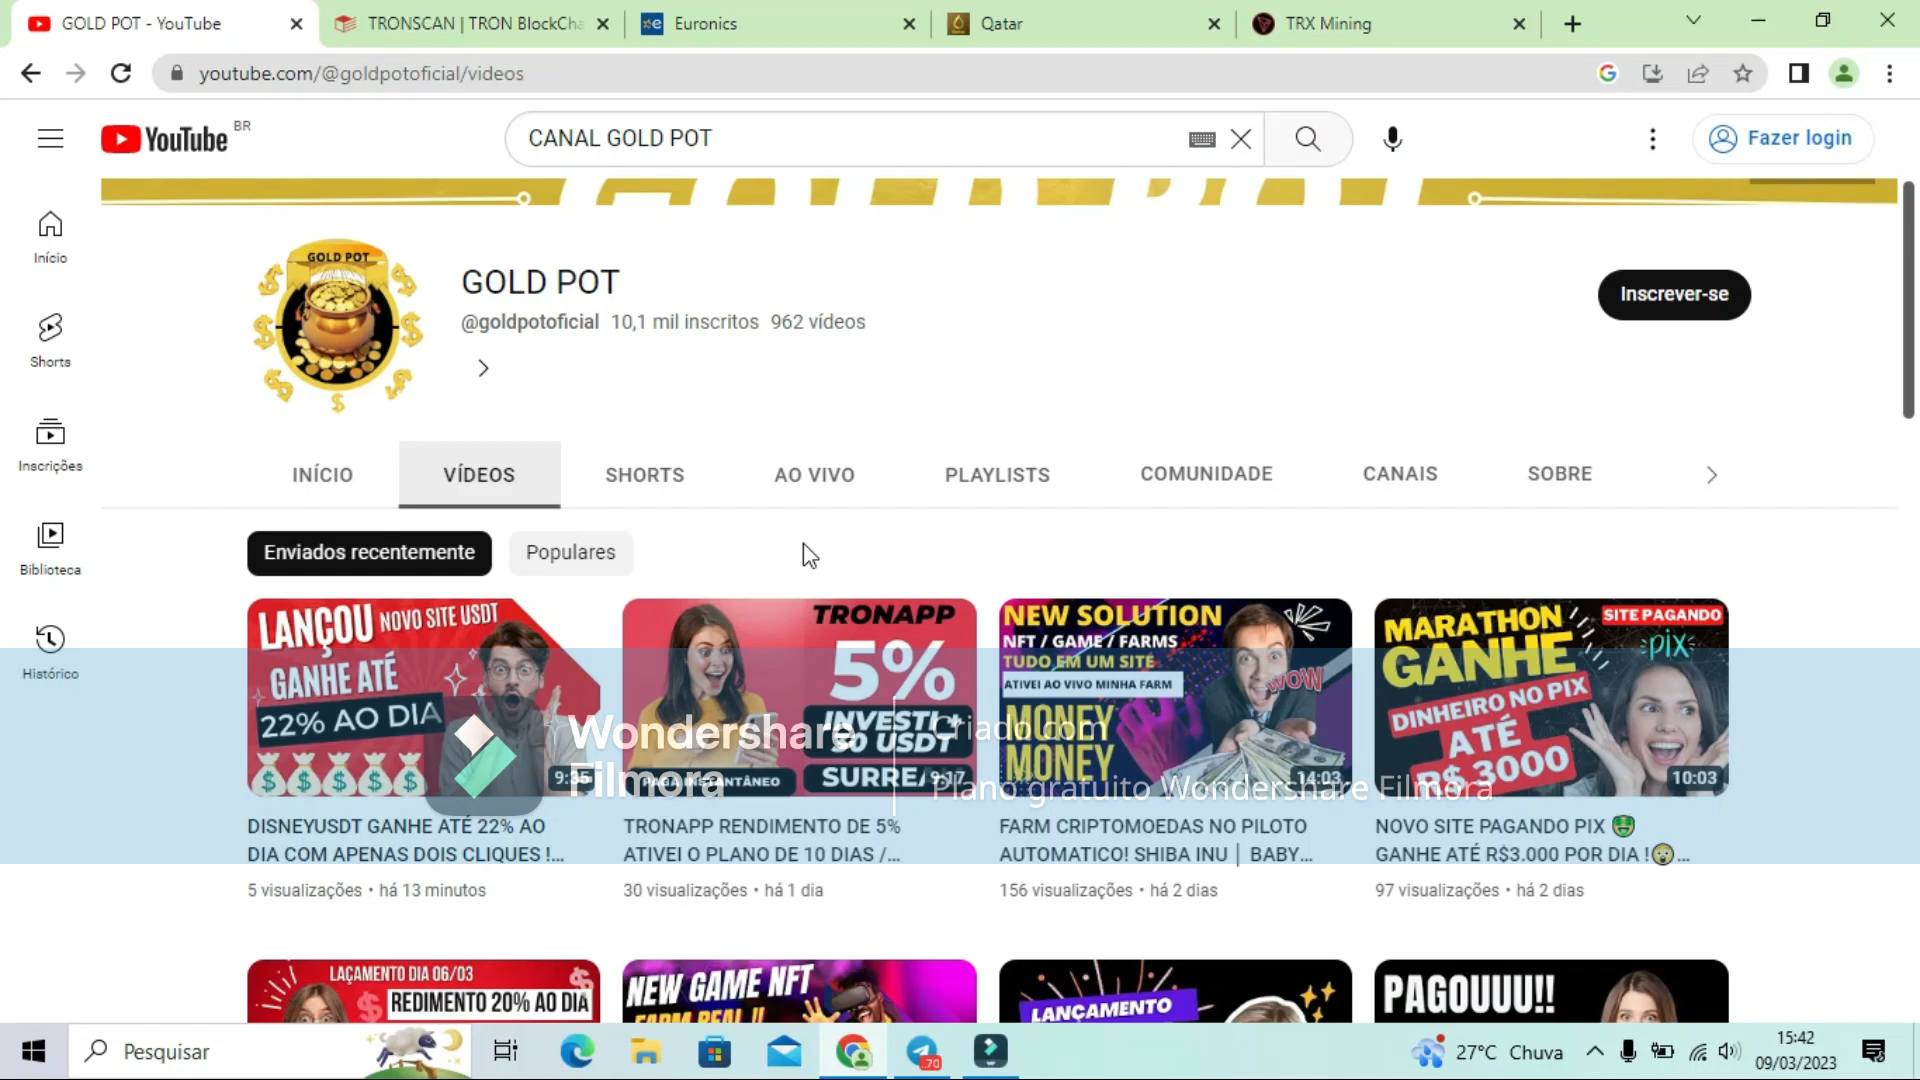 GOLD POT - YouTube
TRONSCAN | TRON BlockCha
Euronics
Qatar
TRX Mining
youtube.com/@goldpotoficial/videos
YouTube BR
CANAL GOLD POT
Fazer login
Início
Shorts
Inscrições
Biblioteca
Histórico
GOLD POT
GOLD POT
@goldpotoficial 10,1 mil inscritos 962 vídeos
Inscrever-se
INÍCIO
VÍDEOS
SHORTS
AO VIVO
PLAYLISTS
COMUNIDADE
CANAIS
SOBRE
Enviados recentemente
Populares
LANÇOU NOVO SITE USDT
GANHE ATÉ
22% AO DIA
9:35
TRONAPP
5%
INVESTI
50 USDT
PAGA INSTANTÂNEO
9:17
NEW SOLUTION
NFT / GAME / FARMS
TUDO EM UM SITE
ATIVEI AO VIVO MINHA FARM
WOW
MONEY
MONEY
14:03
MARATHON
SITE PAGANDO
pix
GANHE
DINHEIRO NO PIX
ATÉ
R$ 3000
10:03
Wondershare
Filmora
Criado com
Plano gratuito Wondershare Filmora
DISNEYUSDT GANHE ATÉ 22% AO
DIA COM APENAS DOIS CLIQUES !...
5 visualizações • há 13 minutos
TRONAPP RENDIMENTO DE 5%
ATIVEI O PLANO DE 10 DIAS /...
30 visualizações • há 1 dia
FARM CRIPTOMOEDAS NO PILOTO
AUTOMATICO! SHIBA INU | BABY...
156 visualizações • há 2 dias
NOVO SITE PAGANDO PIX 🤑
GANHE ATÉ R$3.000 POR DIA !😲...
97 visualizações • há 2 dias
LAÇAMENTO DIA 06/03
REDIMENTO 20% AO DIA
NEW GAME NFT
FARM REAL !!
LANÇAMENTO
PAGOUUU!!
Pesquisar
70
27°C Chuva
15:42
09/03/2023